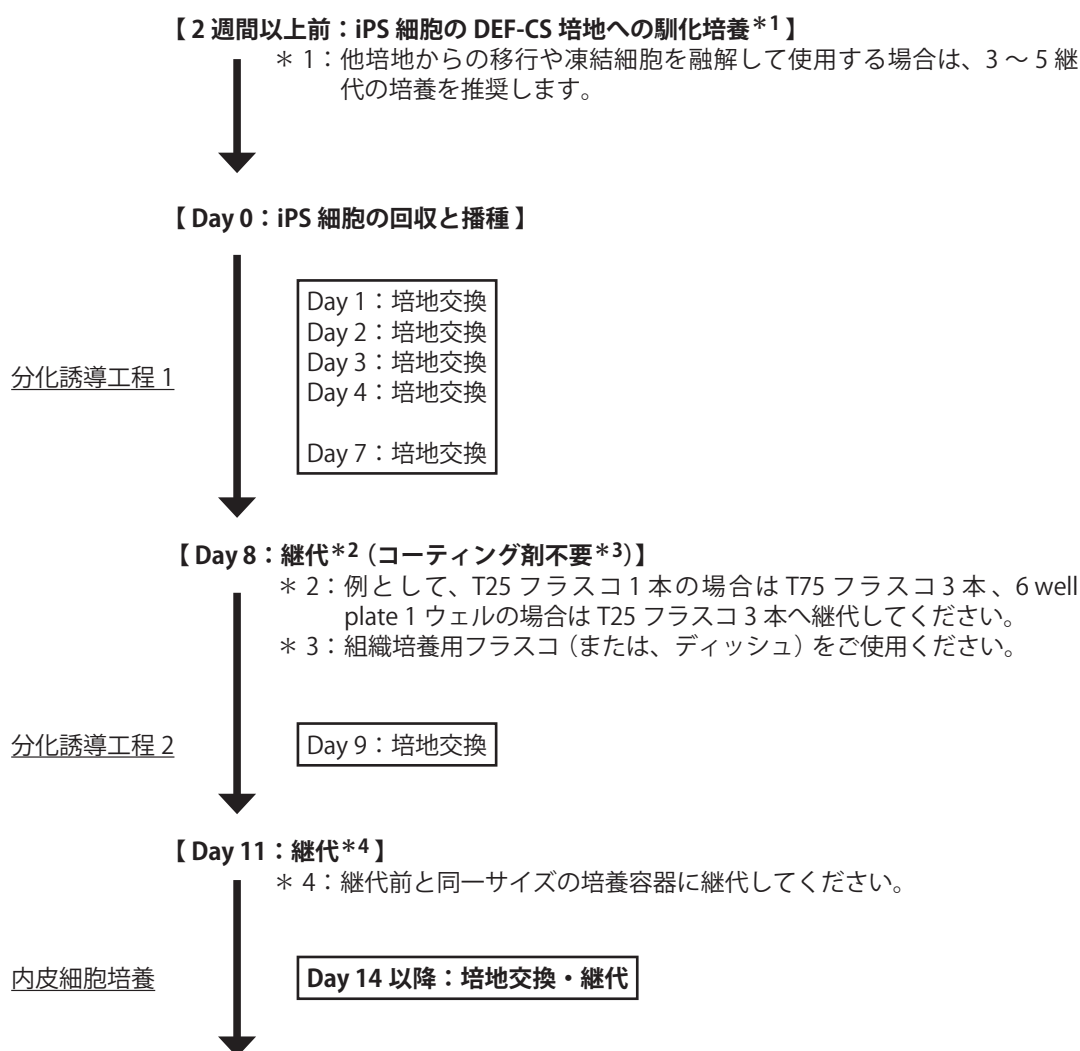 【 2 週間以上前：iPS 細胞の DEF-CS 培地への馴化培養＊1 】
＊ 1：他培地からの移行や凍結細胞を融解して使用する場合は、3 ～ 5 継
代の培養を推奨します。
【 Day 0：iPS 細胞の回収と播種 】
Day 1：培地交換
Day 2：培地交換
Day 3：培地交換
分化誘導工程 1
Day 4：培地交換
Day 7：培地交換
【 Day 8：継代＊2（コーティング剤不要＊3）】
＊ 2：例として、T25 フラスコ 1 本の場合は T75 フラスコ 3 本 、6 well
plate 1 ウェルの場合は T25 フラスコ 3 本へ継代してください。
＊ 3：組織培養用フラスコ（または、ディッシュ）をご使用ください。
分化誘導工程 2
Day 9：培地交換
【 Day 11：継代＊4 】
＊ 4：継代前と同一サイズの培養容器に継代してください。
内皮細胞培養
Day 14 以降：培地交換・継代